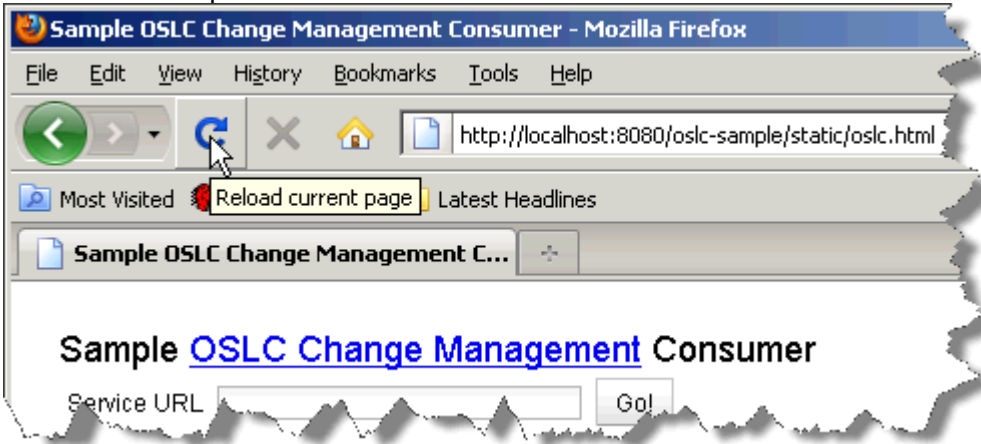 Sample OSLC Change Management Consumer - Mozilla Firefox
File Edit View History Bookmarks Tools Help
http://localhost:8080/oslc-sample/static/oslc.html
Most Visited Reload current page Latest Headlines
Sample OSLC Change Management C...
Sample OSLC Change Management Consumer
Service URL Go!